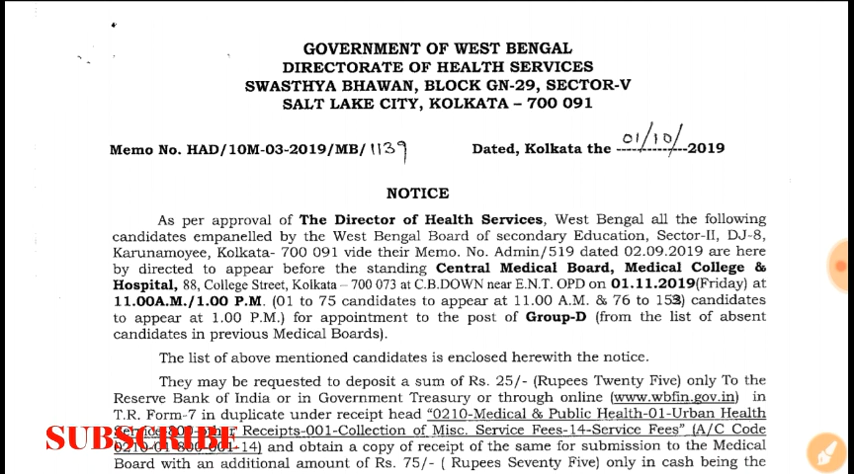 GOVERNMENT OF WEST BENGAL
DIRECTORATE OF HEALTH SERVICES
SWASTHYA BHAWAN, BLOCK GN-29, SECTOR-V
SALT LAKE CITY, KOLKATA – 700 091
Memo No. HAD/10M-03-2019/MB/1139 Dated, Kolkata the 01/10/2019
NOTICE
As per approval of The Director of Health Services, West Bengal all the following
candidates empanelled by the West Bengal Board of secondary Education, Sector-II, DJ-8,
Karunamoyee, Kolkata- 700 091 vide their Memo. No. Admin/519 dated 02.09.2019 are here
by directed to appear before the standing Central Medical Board, Medical College &
Hospital, 88, College Street, Kolkata – 700 073 at C.B.DOWN near E.N.T. OPD on 01.11.2019(Friday) at
11.00A.M./1.00 P.M. (01 to 75 candidates to appear at 11.00 A.M. & 76 to 153) candidates
to appear at 1.00 P.M.) for appointment to the post of Group-D (from the list of absent
candidates in previous Medical Boards).
The list of above mentioned candidates is enclosed herewith the notice.
They may be requested to deposit a sum of Rs. 25/- (Rupees Twenty Five) only To the
Reserve Bank of India or in Government Treasury or through online (www.wbfin.gov.in) in
T.R. Form-7 in duplicate under receipt head "0210-Medical & Public Health-01-Urban Health
Service-800-other Receipts-001-Collection of Misc. Service Fees-14-Service Fees" (A/C Code
0210-01-800-001-14) and obtain a copy of receipt of the same for submission to the Medical
Board with an additional amount of Rs. 75/- ( Rupees Seventy Five) only in cash being the
SUBSCRIBE